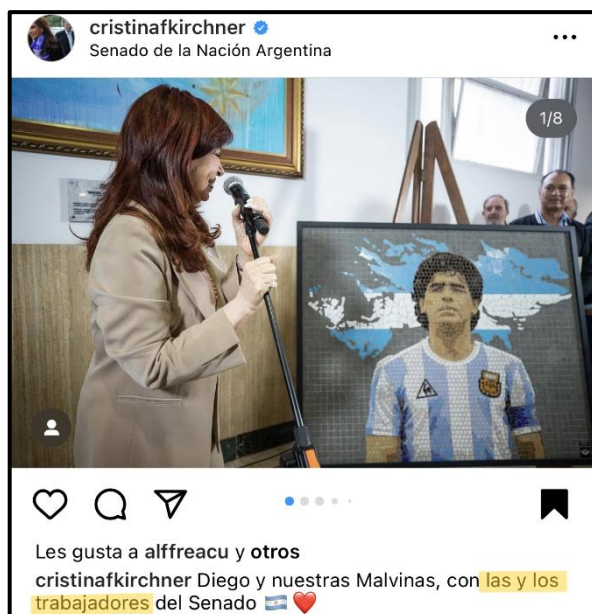 cristinafkirchner
Senado de la Nación Argentina
1/8
Les gusta a alffreacu y otros
cristinafkirchner Diego y nuestras Malvinas, con las y los
trabajadores del Senado 🇦🇷 ❤️